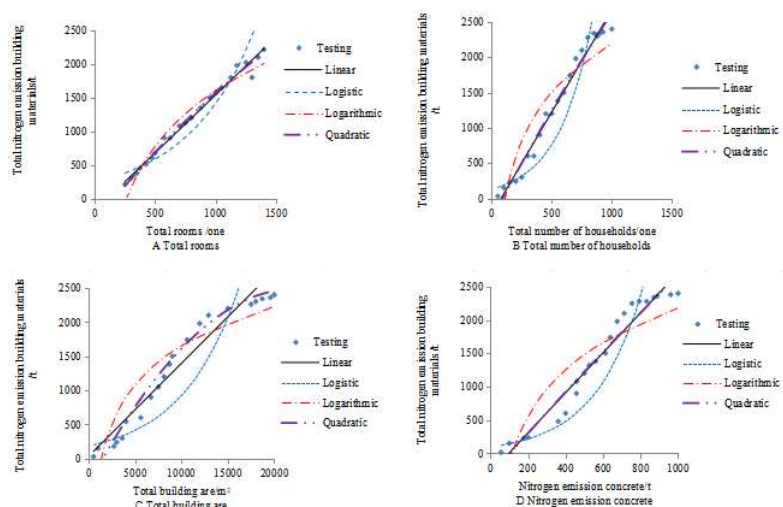 Total nitrogen emission building
materials/t
2500
2000
1500
1000
500
0
0
500
1000
1500
Total rooms /one
A Total rooms
Testing
Linear
Logistic
Logarithmic
Quadratic
Total nitrogen emission building materials
/t
2500
2000
1500
1000
500
0
0
500
1000
1500
Total number of households/one
B Total number of households
Testing
Linear
Logistic
Logarithmic
Quadratic
Total nitrogen emission building materials
/t
2500
2000
1500
1000
500
0
0
5000
10000
15000
20000
Total building are/m²
C Total building are
Testing
Linear
Logistic
Logarithmic
Quadratic
Total nitrogen emission building
materials /t
2500
2000
1500
1000
500
0
0
200
400
600
800
1000
Nitrogen emission concrete/t
D Nitrogen emission concrete
Testing
Linear
Logistic
Logarithmic
Quadratic